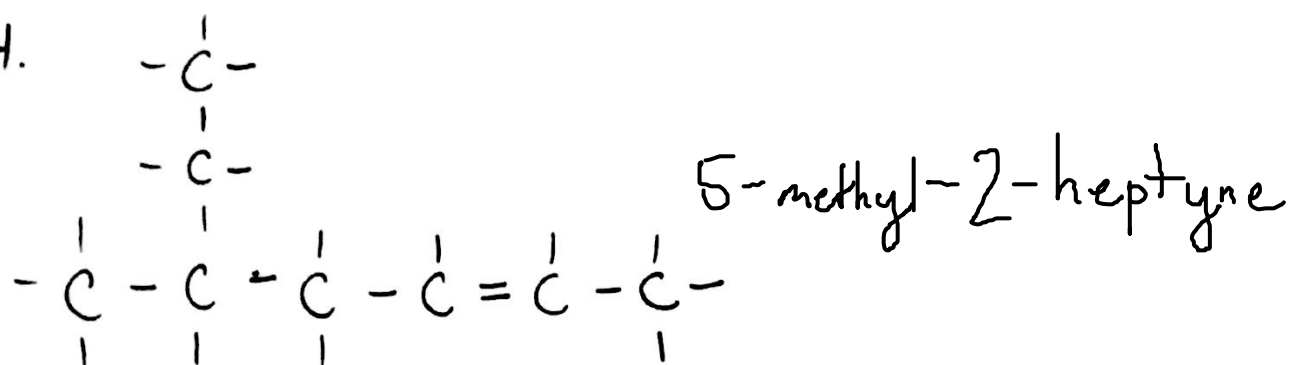 4.
- C -
- C -
- C - C - C - C = C - C -
5-methyl-2-heptyne